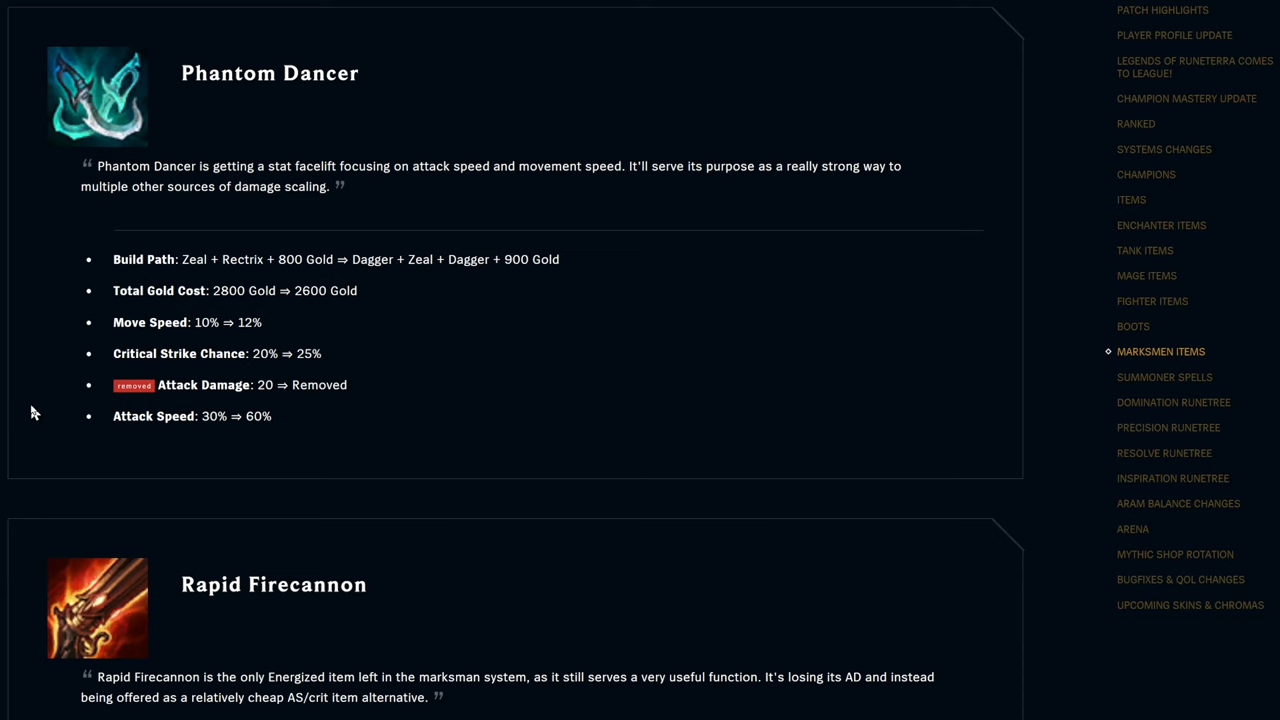 Phantom Dancer
“ Phantom Dancer is getting a stat facelift focusing on attack speed and movement speed. It'll serve its purpose as a really strong way to
multiple other sources of damage scaling. ”
• Build Path: Zeal + Rectrix + 800 Gold ⇒ Dagger + Zeal + Dagger + 900 Gold
• Total Gold Cost: 2800 Gold ⇒ 2600 Gold
• Move Speed: 10% ⇒ 12%
• Critical Strike Chance: 20% ⇒ 25%
• removed Attack Damage: 20 ⇒ Removed
• Attack Speed: 30% ⇒ 60%
Rapid Firecannon
“ Rapid Firecannon is the only Energized item left in the marksman system, as it still serves a very useful function. It's losing its AD and instead
being offered as a relatively cheap AS/crit item alternative. ”
PATCH HIGHLIGHTS
PLAYER PROFILE UPDATE
LEGENDS OF RUNETERRA COMES
TO LEAGUE!
CHAMPION MASTERY UPDATE
RANKED
SYSTEMS CHANGES
CHAMPIONS
ITEMS
ENCHANTER ITEMS
TANK ITEMS
MAGE ITEMS
FIGHTER ITEMS
BOOTS
MARKSMEN ITEMS
SUMMONER SPELLS
DOMINATION RUNETREE
PRECISION RUNETREE
RESOLVE RUNETREE
INSPIRATION RUNETREE
ARAM BALANCE CHANGES
ARENA
MYTHIC SHOP ROTATION
BUGFIXES & QOL CHANGES
UPCOMING SKINS & CHROMAS